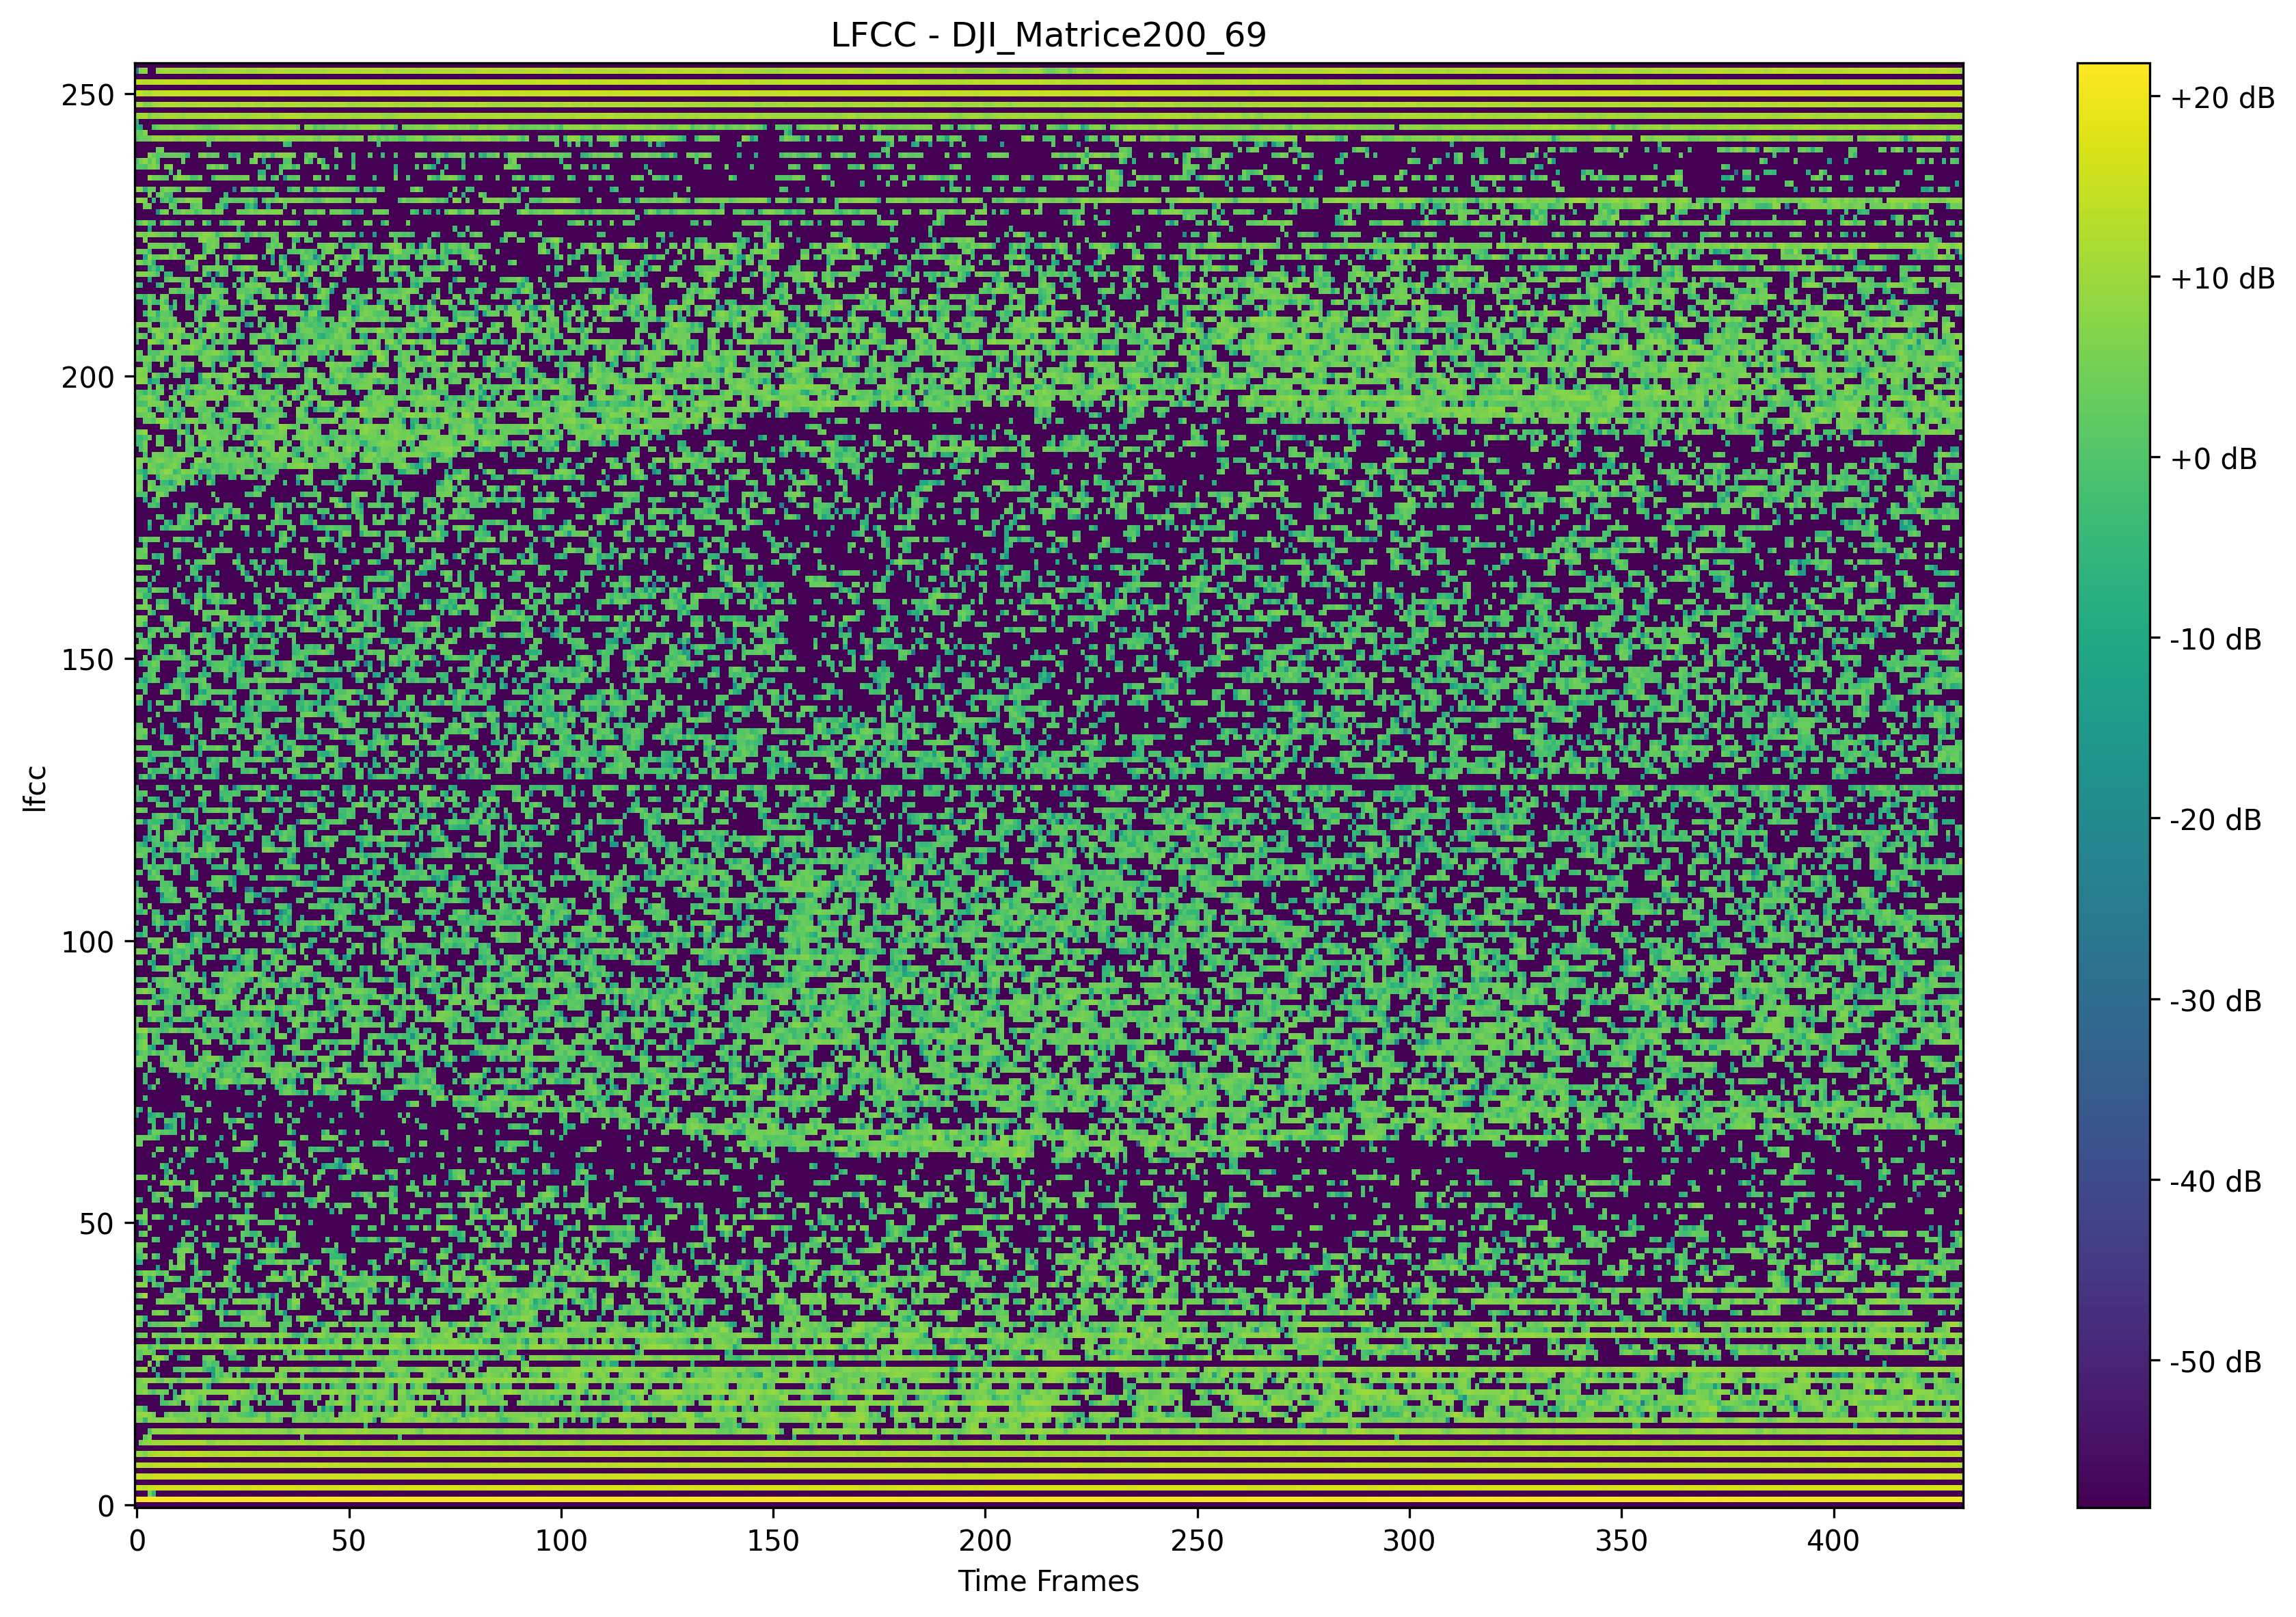 LFCC - DJI_Matrice200_69
250
200
150
100
50
0
lfcc
0 50 100 150 200 250 300 350 400
Time Frames
+20 dB
+10 dB
+0 dB
-10 dB
-20 dB
-30 dB
-40 dB
-50 dB